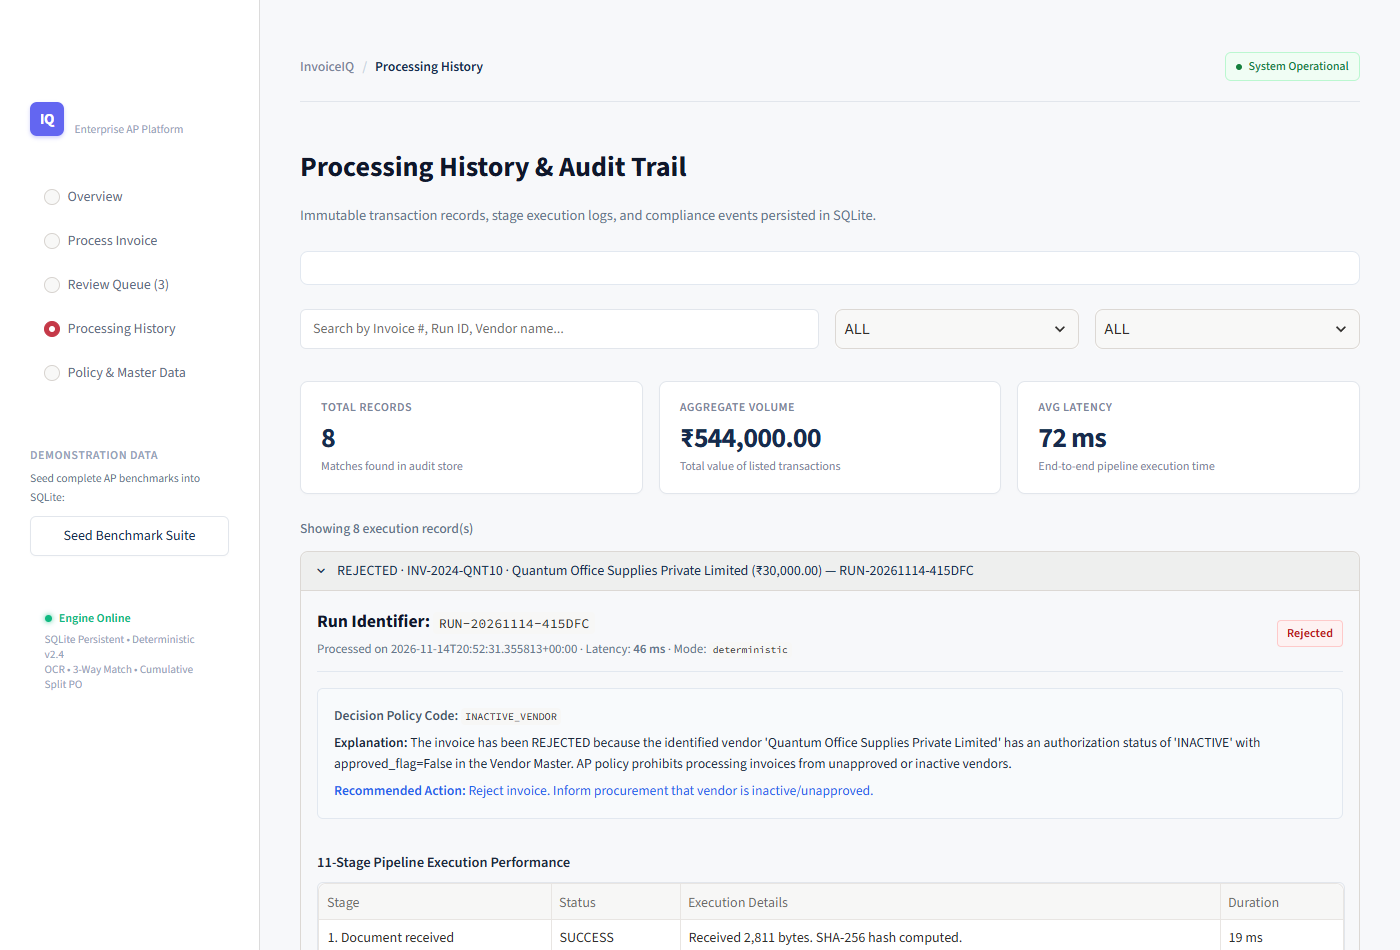 InvoiceIQ / Processing History
System Operational
IQ
Enterprise AP Platform
Overview
Process Invoice
Review Queue (3)
Processing History
Policy & Master Data
DEMONSTRATION DATA
Seed complete AP benchmarks into
SQLite:
Seed Benchmark Suite
Engine Online
SQLite Persistent • Deterministic
v2.4
OCR • 3-Way Match • Cumulative
Split PO
Processing History & Audit Trail
Immutable transaction records, stage execution logs, and compliance events persisted in SQLite.
Search by Invoice #, Run ID, Vendor name...
ALL
ALL
TOTAL RECORDS
8
Matches found in audit store
AGGREGATE VOLUME
₹544,000.00
Total value of listed transactions
AVG LATENCY
72 ms
End-to-end pipeline execution time
Showing 8 execution record(s)
REJECTED · INV-2024-QNT10 · Quantum Office Supplies Private Limited (₹30,000.00) — RUN-20261114-415DFC
Run Identifier: RUN-20261114-415DFC
Rejected
Processed on 2026-11-14T20:52:31.355813+00:00 · Latency: 46 ms · Mode: deterministic
Decision Policy Code: INACTIVE_VENDOR
Explanation: The invoice has been REJECTED because the identified vendor 'Quantum Office Supplies Private Limited' has an authorization status of 'INACTIVE' with
approved_flag=False in the Vendor Master. AP policy prohibits processing invoices from unapproved or inactive vendors.
Recommended Action: Reject invoice. Inform procurement that vendor is inactive/unapproved.
11-Stage Pipeline Execution Performance
Stage Status Execution Details Duration
1. Document received SUCCESS Received 2,811 bytes. SHA-256 hash computed. 19 ms